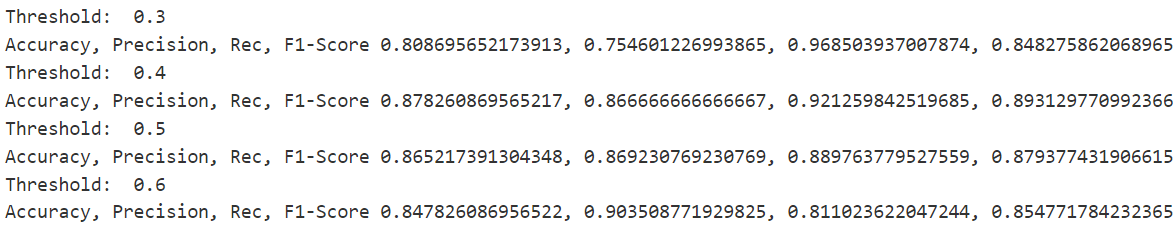 Threshold:  0.3
Accuracy, Precision, Rec, F1-Score 0.808695652173913, 0.754601226993865, 0.968503937007874, 0.848275862068965
Threshold:  0.4
Accuracy, Precision, Rec, F1-Score 0.878260869565217, 0.866666666666667, 0.921259842519685, 0.893129770992366
Threshold:  0.5
Accuracy, Precision, Rec, F1-Score 0.865217391304348, 0.869230769230769, 0.889763779527559, 0.879377431906615
Threshold:  0.6
Accuracy, Precision, Rec, F1-Score 0.847826086956522, 0.903508771929825, 0.811023622047244, 0.854771784232365